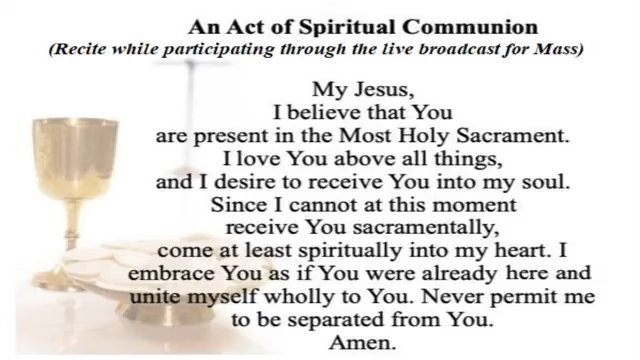 An Act of Spiritual Communion
(Recite while participating through the live broadcast for Mass)
My Jesus,
I believe that You
are present in the Most Holy Sacrament.
I love You above all things,
and I desire to receive You into my soul.
Since I cannot at this moment
receive You sacramentally,
come at least spiritually into my heart. I
embrace You as if You were already here and
unite myself wholly to You. Never permit me
to be separated from You.
Amen.